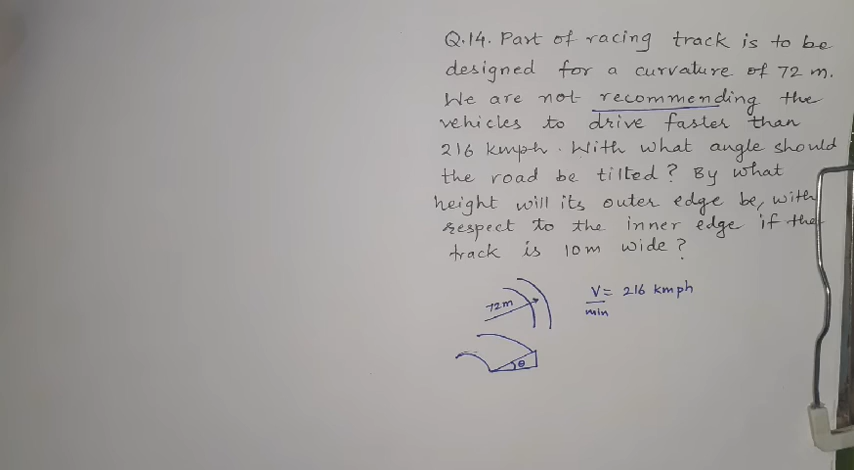 Q.14. Part of racing track is to be
designed for a curvature of 72 m.
We are not recommending the
vehicles to drive faster than
216 kmph. With what angle should
the road be tilted? By what
height will its outer edge be, with
respect to the inner edge if the
track is 10m wide?
72m
V = 216 kmph
min
θ